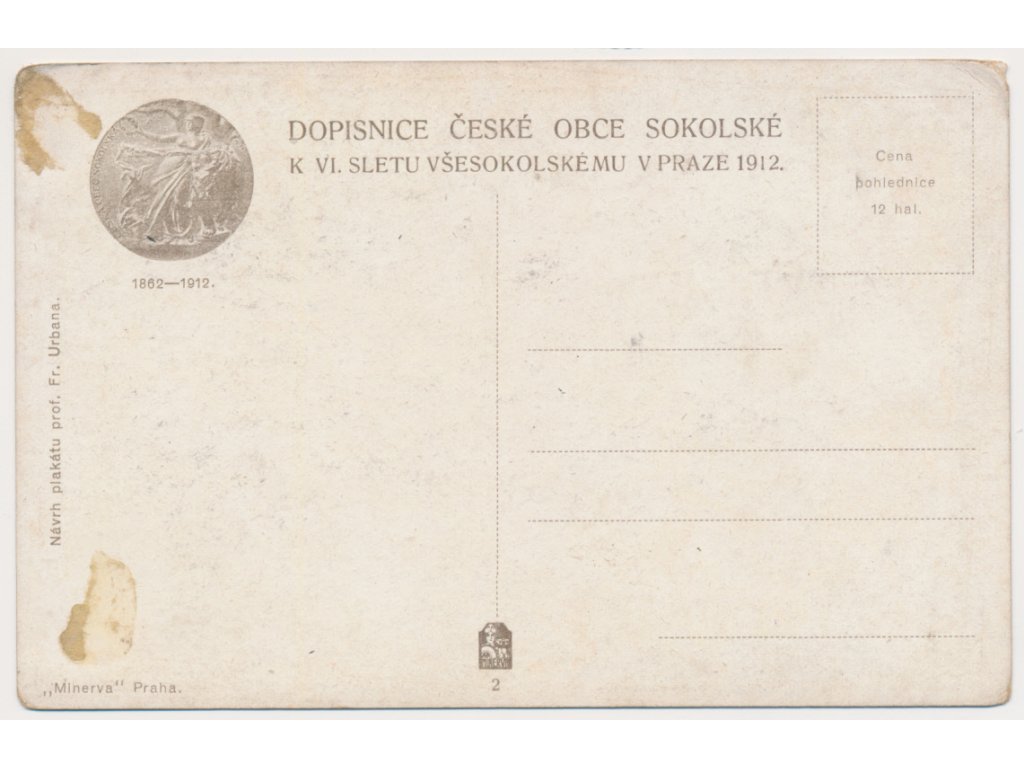 DOPISNICE ČESKÉ OBCE SOKOLSKÉ
K VI. SLETU VŠESOKOLSKÉMU V PRAZE 1912.
Cena
pohlednice
12 hal.
1862—1912.
Návrh plakátu prof. Fr. Urbana.
„Minerva“ Praha.
2